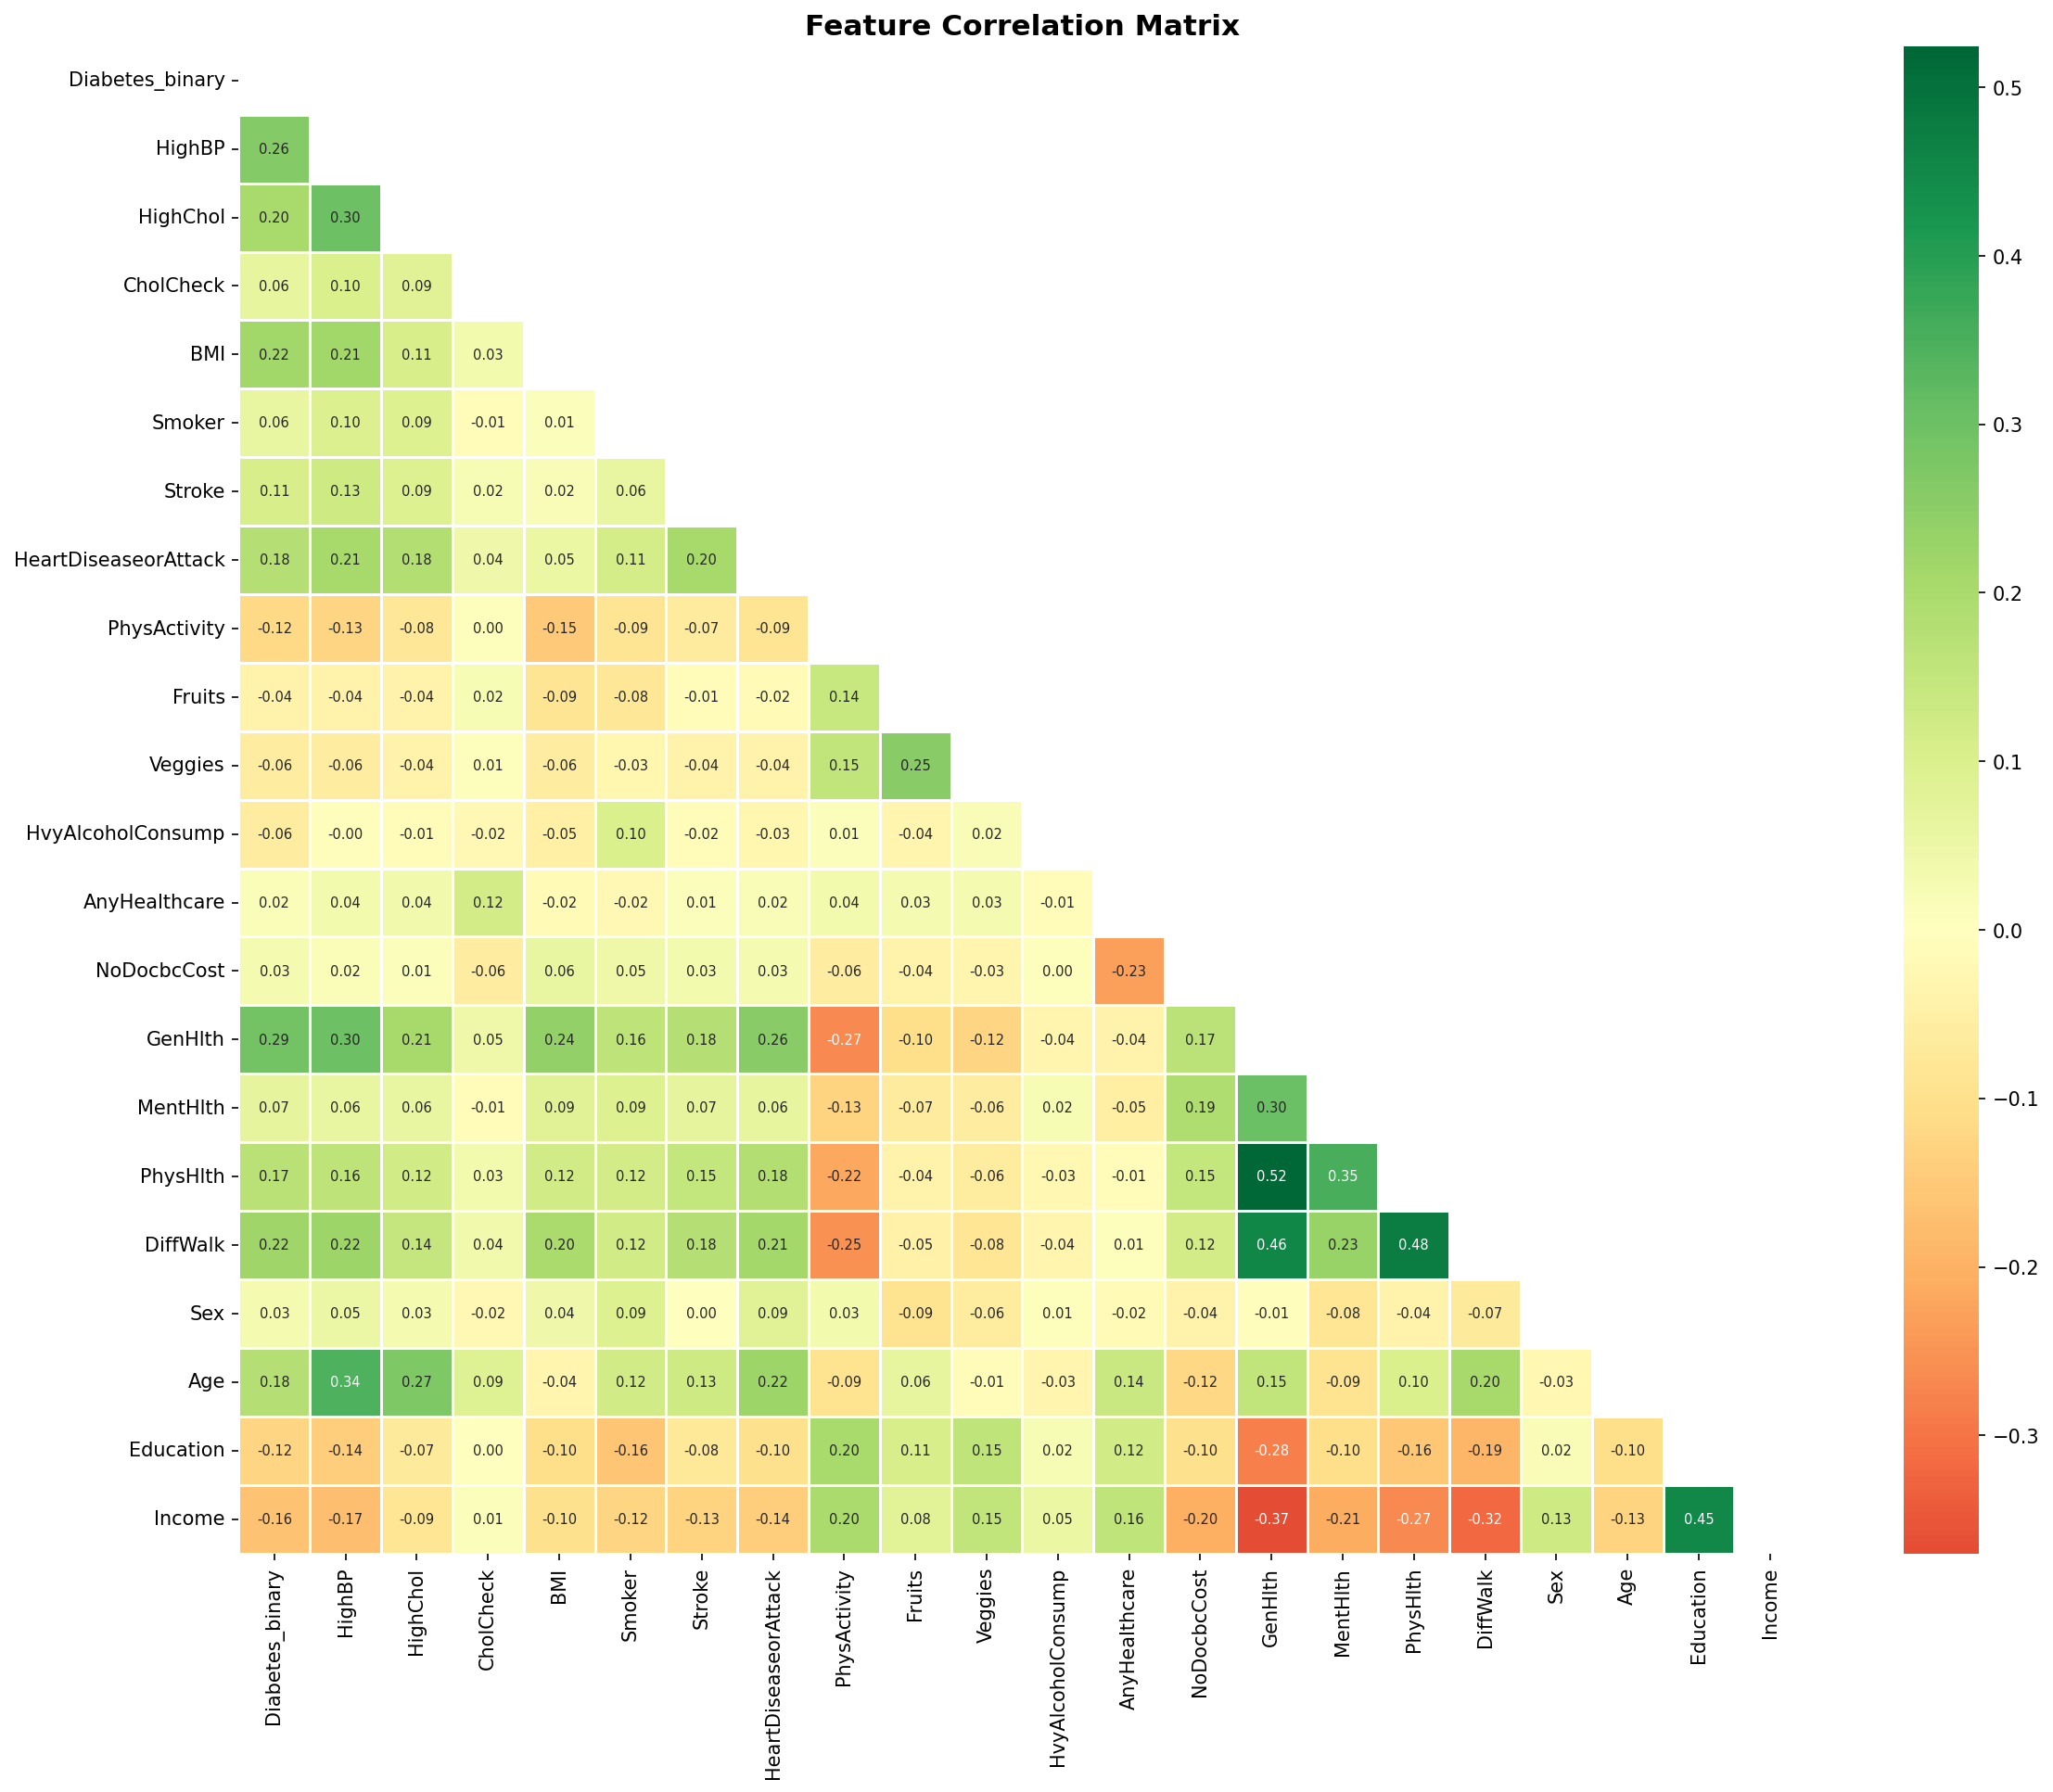 Feature Correlation Matrix
Diabetes_binary
HighBP 0.26
HighChol 0.20 0.30
CholCheck 0.06 0.10 0.09
BMI 0.22 0.21 0.11 0.03
Smoker 0.06 0.10 0.09 -0.01 0.01
Stroke 0.11 0.13 0.09 0.02 0.02 0.06
HeartDiseaseorAttack 0.18 0.21 0.18 0.04 0.05 0.11 0.20
PhysActivity -0.12 -0.13 -0.08 0.00 -0.15 -0.09 -0.07 -0.09
Fruits -0.04 -0.04 -0.04 0.02 -0.09 -0.08 -0.01 -0.02 0.14
Veggies -0.06 -0.06 -0.04 0.01 -0.06 -0.03 -0.04 -0.04 0.15 0.25
HvyAlcoholConsump -0.06 -0.00 -0.01 -0.02 -0.05 0.10 -0.02 -0.03 0.01 -0.04 0.02
AnyHealthcare 0.02 0.04 0.04 0.12 -0.02 -0.02 0.01 0.02 0.04 0.03 0.03 -0.01
NoDocbcCost 0.03 0.02 0.01 -0.06 0.06 0.05 0.03 0.03 -0.06 -0.04 -0.03 0.00 -0.23
GenHlth 0.29 0.30 0.21 0.05 0.24 0.16 0.18 0.26 -0.27 -0.10 -0.12 -0.04 -0.04 0.17
MentHlth 0.07 0.06 0.06 -0.01 0.09 0.09 0.07 0.06 -0.13 -0.07 -0.06 0.02 -0.05 0.19 0.30
PhysHlth 0.17 0.16 0.12 0.03 0.12 0.12 0.15 0.18 -0.22 -0.04 -0.06 -0.03 -0.01 0.15 0.52 0.35
DiffWalk 0.22 0.22 0.14 0.04 0.20 0.12 0.18 0.21 -0.25 -0.05 -0.08 -0.04 0.01 0.12 0.46 0.23 0.48
Sex 0.03 0.05 0.03 -0.02 0.04 0.09 0.00 0.09 0.03 -0.09 -0.06 0.01 -0.02 -0.04 -0.01 -0.08 -0.04 -0.07
Age 0.18 0.34 0.27 0.09 -0.04 0.12 0.13 0.22 -0.09 0.06 -0.01 -0.03 0.14 -0.12 0.15 -0.09 0.10 0.20 -0.03
Education -0.12 -0.14 -0.07 0.00 -0.10 -0.16 -0.08 -0.10 0.20 0.11 0.15 0.02 0.12 -0.10 -0.28 -0.10 -0.16 -0.19 0.02 -0.10
Income -0.16 -0.17 -0.09 0.01 -0.10 -0.12 -0.13 -0.14 0.20 0.08 0.15 0.05 0.16 -0.20 -0.37 -0.21 -0.27 -0.32 0.13 -0.13 0.45
Diabetes_binary
HighBP
HighChol
CholCheck
BMI
Smoker
Stroke
HeartDiseaseorAttack
PhysActivity
Fruits
Veggies
HvyAlcoholConsump
AnyHealthcare
NoDocbcCost
GenHlth
MentHlth
PhysHlth
DiffWalk
Sex
Age
Education
Income
0.5
0.4
0.3
0.2
0.1
0.0
−0.1
−0.2
−0.3